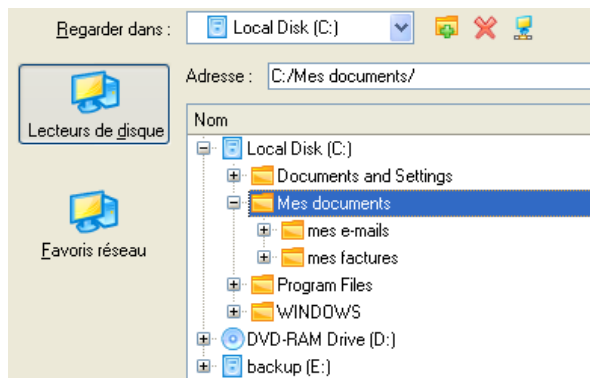 Regarder dans :
Local Disk (C:)
Adresse :
C:/Mes documents/
Lecteurs de disque
Nom
Local Disk (C:)
Documents and Settings
Mes documents
mes e-mails
mes factures
Favoris réseau
Program Files
WINDOWS
DVD-RAM Drive (D:)
backup (E:)